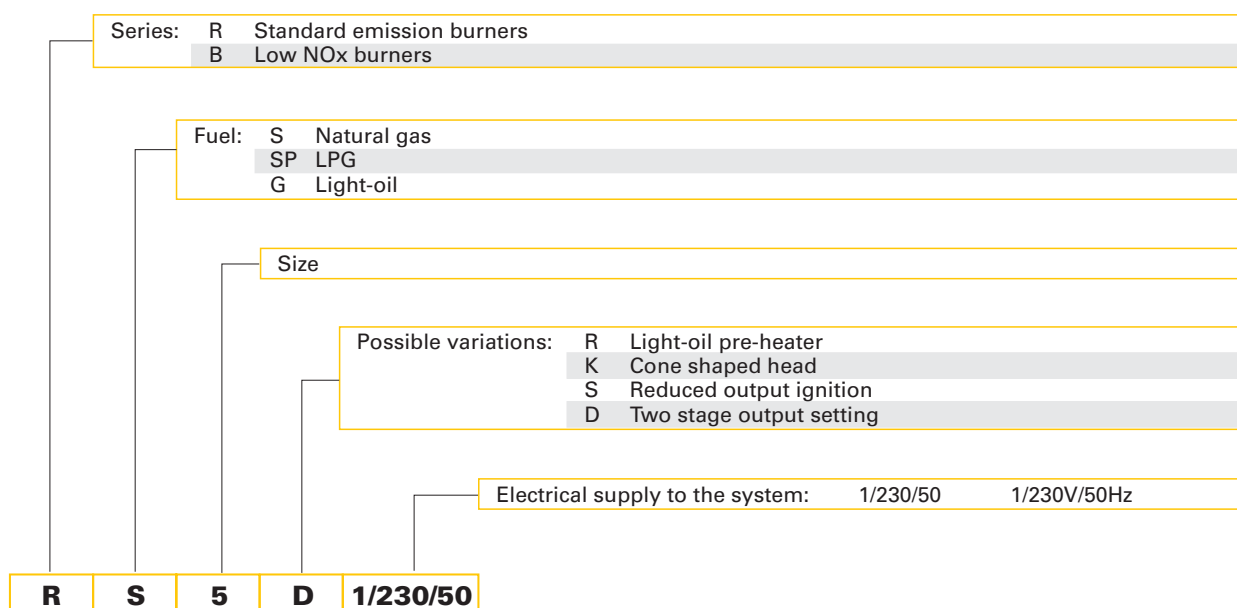 Series: R Standard emission burners
B Low NOx burners
Fuel: S Natural gas
SP LPG
G Light-oil
Size
Possible variations: R Light-oil pre-heater
K Cone shaped head
S Reduced output ignition
D Two stage output setting
Electrical supply to the system: 1/230/50 1/230V/50Hz
R S 5 D 1/230/50